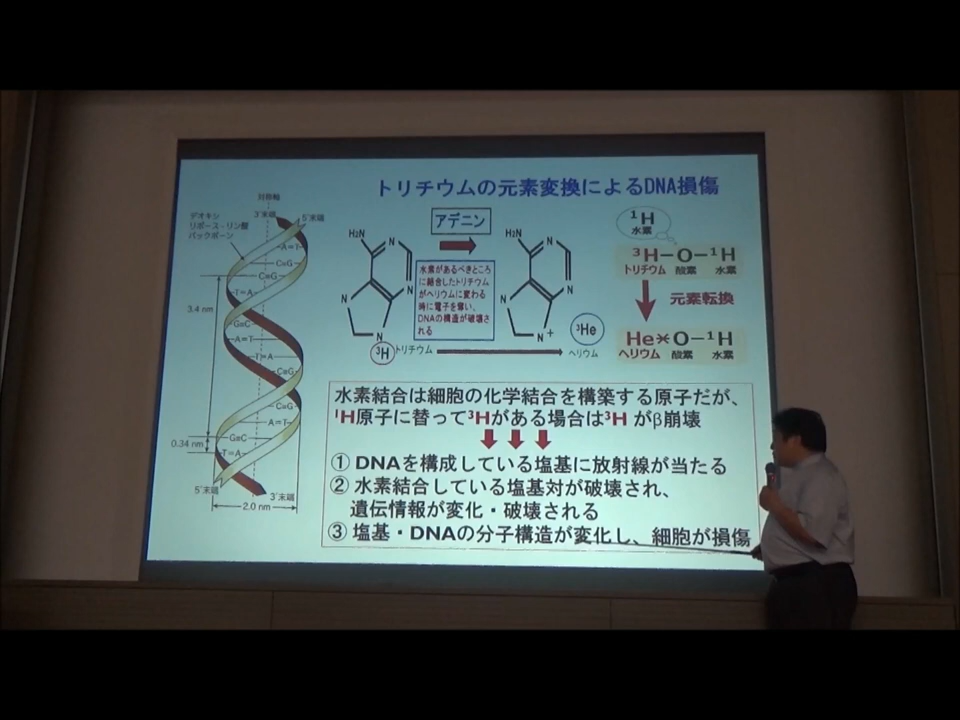 トリチウムの元素変換によるDNA損傷
対称軸
3'末端
5'末端
デオキシ
リボース-リン酸
バックボーン
A=T
C≡G
C≡G
T=A
3.4 nm
G≡C
A=T
T=A
C≡G
C≡G
A=T
0.34 nm
G≡C
T=A
5'末端
3'末端
2.0 nm
アデニン
H₂N
N
N
N
N
水素があるべきところ
に結合したトリチウム
がヘリウムに変わる
時に電子を奪い、
DNAの構造が破壊さ
れる
H₂N
N
N
N
N⁺
³H トリチウム
³He
ヘリウム
¹H
水素
³H－O－¹H
トリチウム 酸素 水素
元素転換
He✕O－¹H
ヘリウム 酸素 水素
水素結合は細胞の化学結合を構築する原子だが、
¹H原子に替って³Hがある場合は³H がβ崩壊
① DNAを構成している塩基に放射線が当たる
② 水素結合している塩基対が破壊され、
遺伝情報が変化・破壊される
③ 塩基・DNAの分子構造が変化し、細胞が損傷